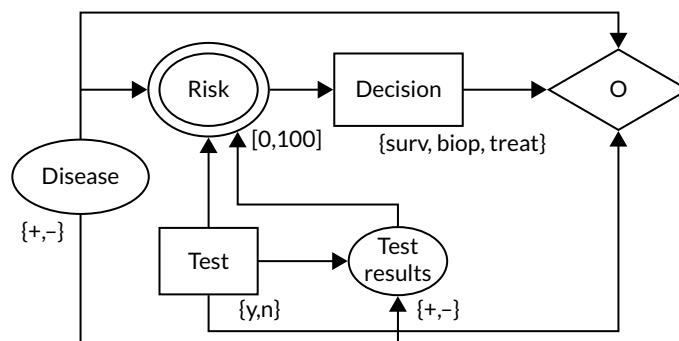 Risk
Decision
O
[0,100]
{surv, biop, treat}
Disease
{+,–}
Test
Test
results
{y,n}
{+,–}